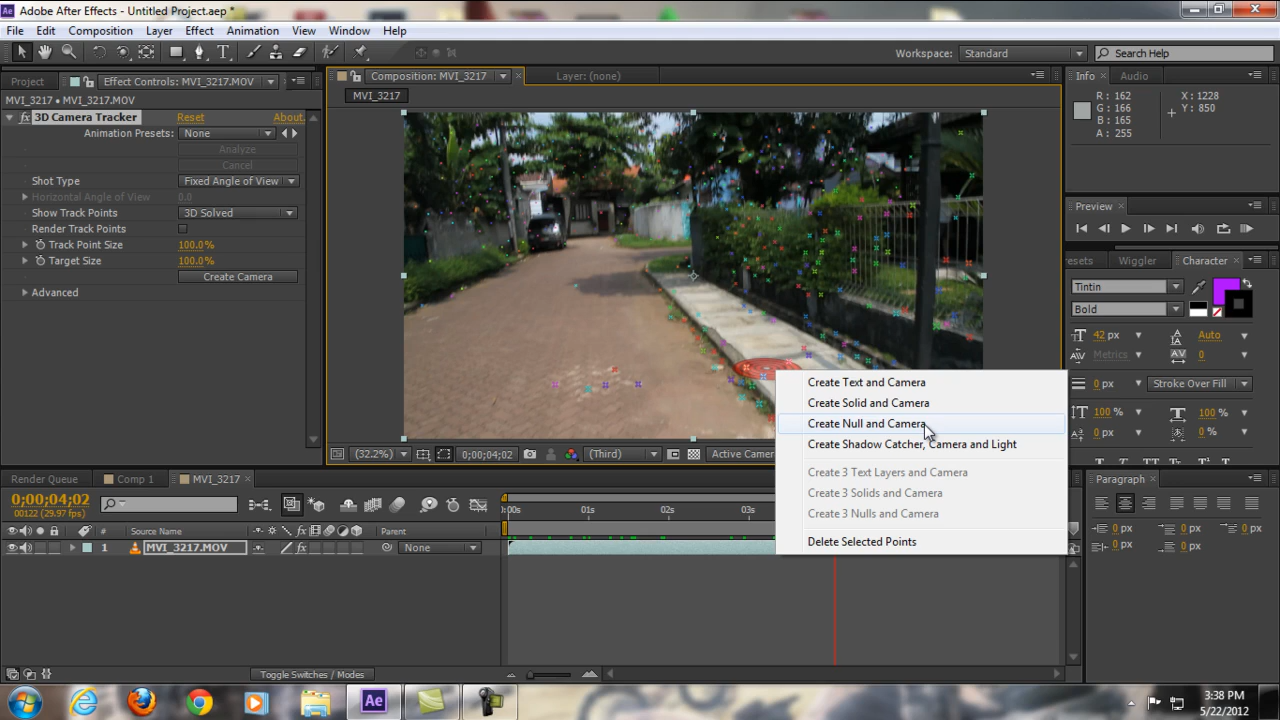 Adobe After Effects - Untitled Project.aep *
File Edit Composition Layer Effect Animation View Window Help
Workspace: Standard Search Help
Project Effect Controls: MVI_3217.MOV
MVI_3217 • MVI_3217.MOV
fx 3D Camera Tracker Reset About.
Animation Presets: None
Analyze
Cancel
Shot Type Fixed Angle of View
Horizontal Angle of View 0.0
Show Track Points 3D Solved
Render Track Points
Track Point Size 100.0%
Target Size 100.0%
Create Camera
Advanced
Composition: MVI_3217 Layer: (none)
MVI_3217
Create Text and Camera
Create Solid and Camera
Create Null and Camera
Create Shadow Catcher, Camera and Light
Create 3 Text Layers and Camera
Create 3 Solids and Camera
Create 3 Nulls and Camera
Delete Selected Points
(32.2%) 0;00;04;02 (Third) Active Camer
Info Audio
R: 162
G: 166
B: 165
A: 255
X: 1228
Y: 850
Preview
resets Wiggler Character
Tintin
Bold
42 px Auto
Metrics 0
0 px Stroke Over Fill
100 % 100 %
0 px 0 %
Paragraph
0 px 0 px 0 px
0 px 0 px
Render Queue Comp 1 MVI_3217
0;00;04;02
00122 (29.97 fps)
# Source Name Parent
1 MVI_3217.MOV None
:00s 01s 02s 03s
Toggle Switches / Modes
3:38 PM
5/22/2012